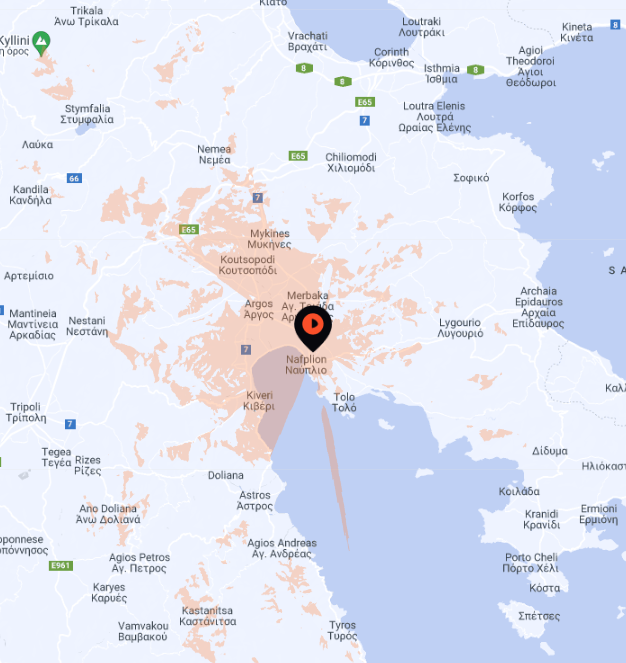 Κιάτο
Trikala
Άνω Τρίκαλα
Loutraki
Λουτράκι
Kineta
Κινέτα
8
Kyllini
η όρος
Vrachati
Βραχάτι
Corinth
Κόρινθος
Isthmia
Ίσθμια
8
8
8
Agioi
Theodoroi
Άγιοι
Θεόδωροι
E65
7
Stymfalia
Στυμφαλία
Loutra Elenis
Λουτρά
Ωραίας Ελένης
Λαύκα
Nemea
Νεμέα
E65
Chiliomodi
Χιλιομόδι
66
Σοφικό
Kandila
Κανδήλα
7
Korfos
Κόρφος
E65
Mykines
Μυκήνες
Koutsopodi
Κουτσοπόδι
Αρτεμίσιο
S A
Merbaka
Αγ. Τριάδα
Argos
Άργος
Archaia
Epidauros
Αρχαία
Επίδαυρος
Mantineia
Μαντίνεια
Αρκαδίας
Nestani
Νεστάνη
Lygourio
Λυγουριό
7
Nafplion
Ναύπλιο
Kiveri
Κιβέρι
Tolo
Τολό
Tripoli
Τρίπολη
7
Tegea
Τεγέα
Rizes
Ρίζες
Δίδυμα
Ηλιόκαστ
Doliana
Astros
Άστρος
Κοιλάδα
Ano Doliana
Άνω Δολιανά
Kranidi
Κρανίδι
Ermioni
Ερμιόνη
oponnese
οπόννησος
E961
Agios Petros
Αγ. Πετρος
Agios Andreas
Αγ. Ανδρέας
Porto Cheli
Πόρτο Χέλι
Karyes
Καρυές
Κόστα
Kastanitsa
Καστάνιτσα
Σπέτσες
Vamvakou
Βαμβακού
Tyros
Τυρός